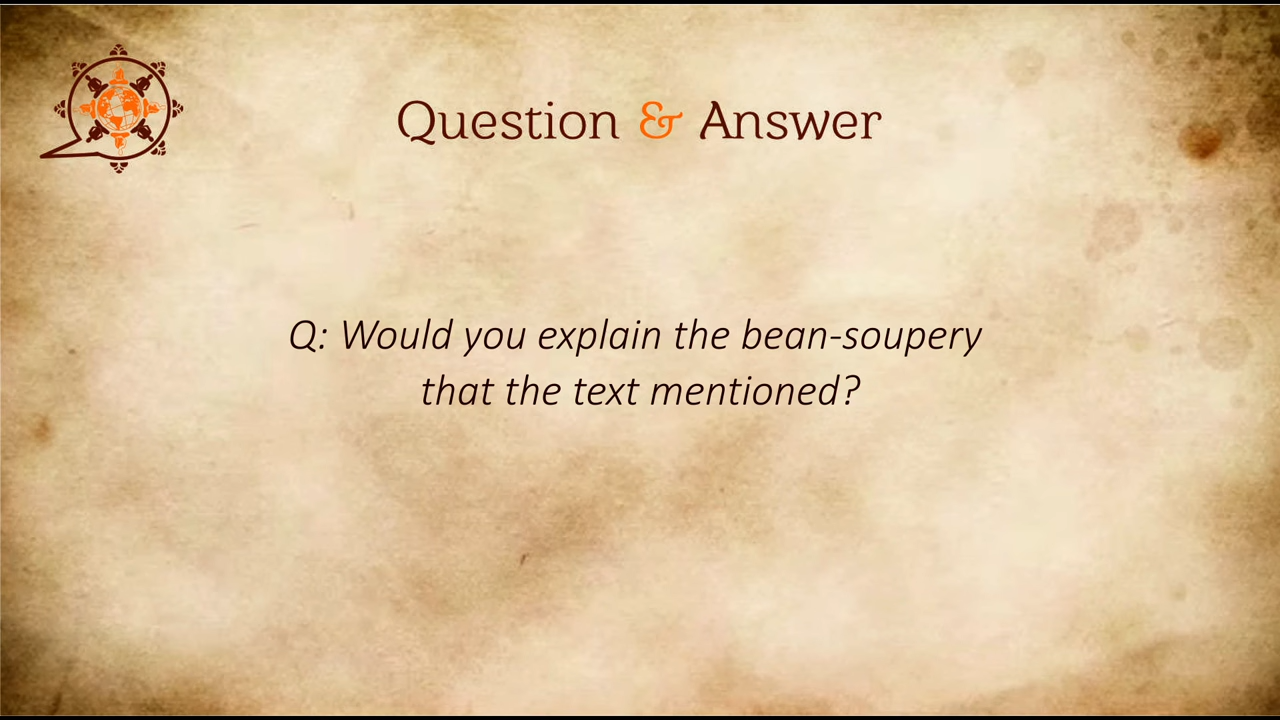 Question & Answer
Q: Would you explain the bean-soupery
that the text mentioned?